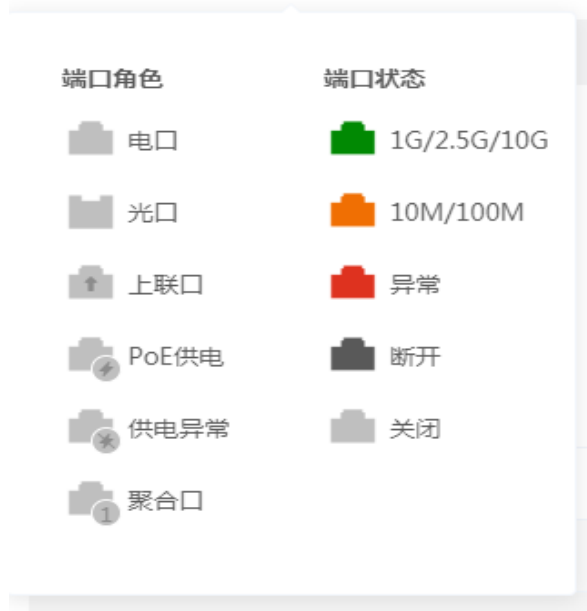 端口角色
电口
光口
上联口
PoE供电
供电异常
1
聚合口
端口状态
1G/2.5G/10G
10M/100M
异常
断开
关闭